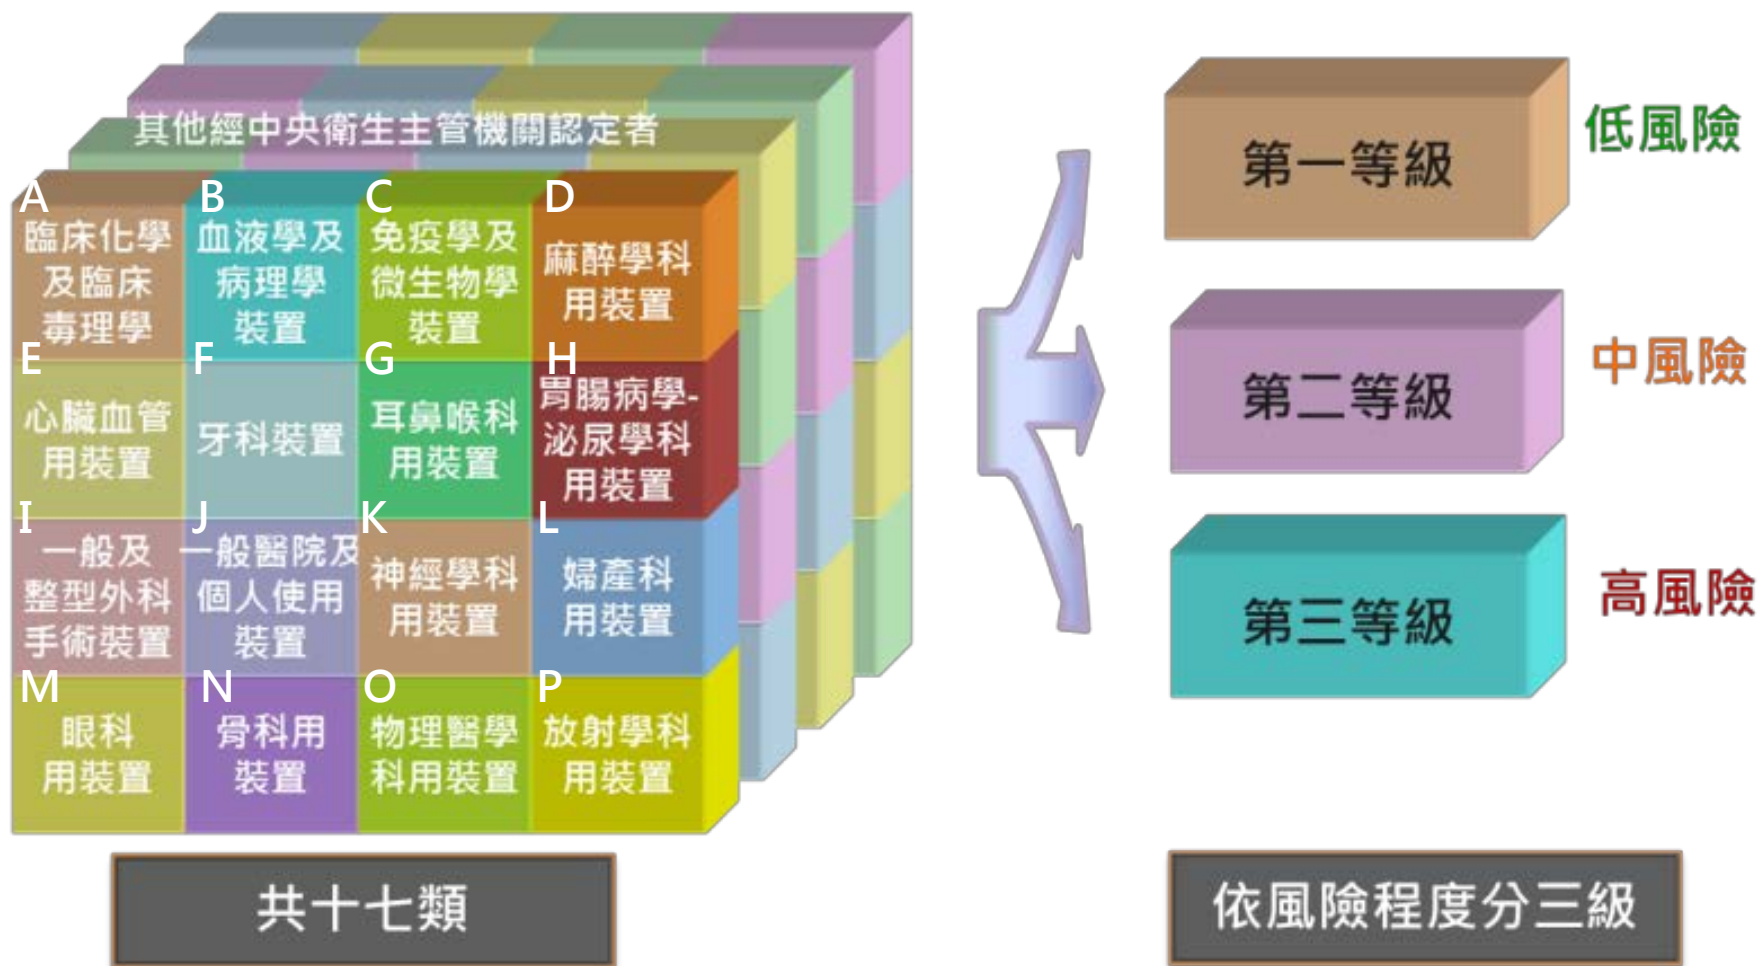 其他經中央衛生主管機關認定者
A
臨床化學
及臨床
毒理學
B
血液學及
病理學
裝置
C
免疫學及
微生物學
裝置
D
麻醉學科
用裝置
E
心臟血管
用裝置
F
牙科裝置
G
耳鼻喉科
用裝置
H
胃腸病學-
泌尿學科
用裝置
I
一般及
整型外科
手術裝置
J
一般醫院及
個人使用
裝置
K
神經學科
用裝置
L
婦產科
用裝置
M
眼科
用裝置
N
骨科用
裝置
O
物理醫學
科用裝置
P
放射學科
用裝置
共十七類
第一等級
低風險
第二等級
中風險
第三等級
高風險
依風險程度分三級